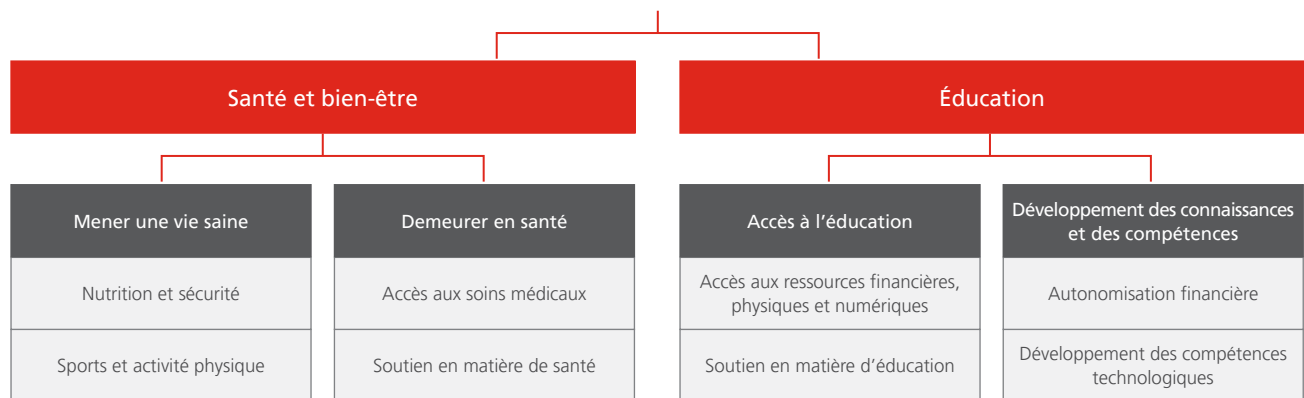 Santé et bien-être
Éducation
Mener une vie saine
Demeurer en santé
Accès à l’éducation
Développement des connaissances
et des compétences
Nutrition et sécurité
Accès aux soins médicaux
Accès aux ressources financières,
physiques et numériques
Autonomisation financière
Sports et activité physique
Soutien en matière de santé
Soutien en matière d’éducation
Développement des compétences
technologiques